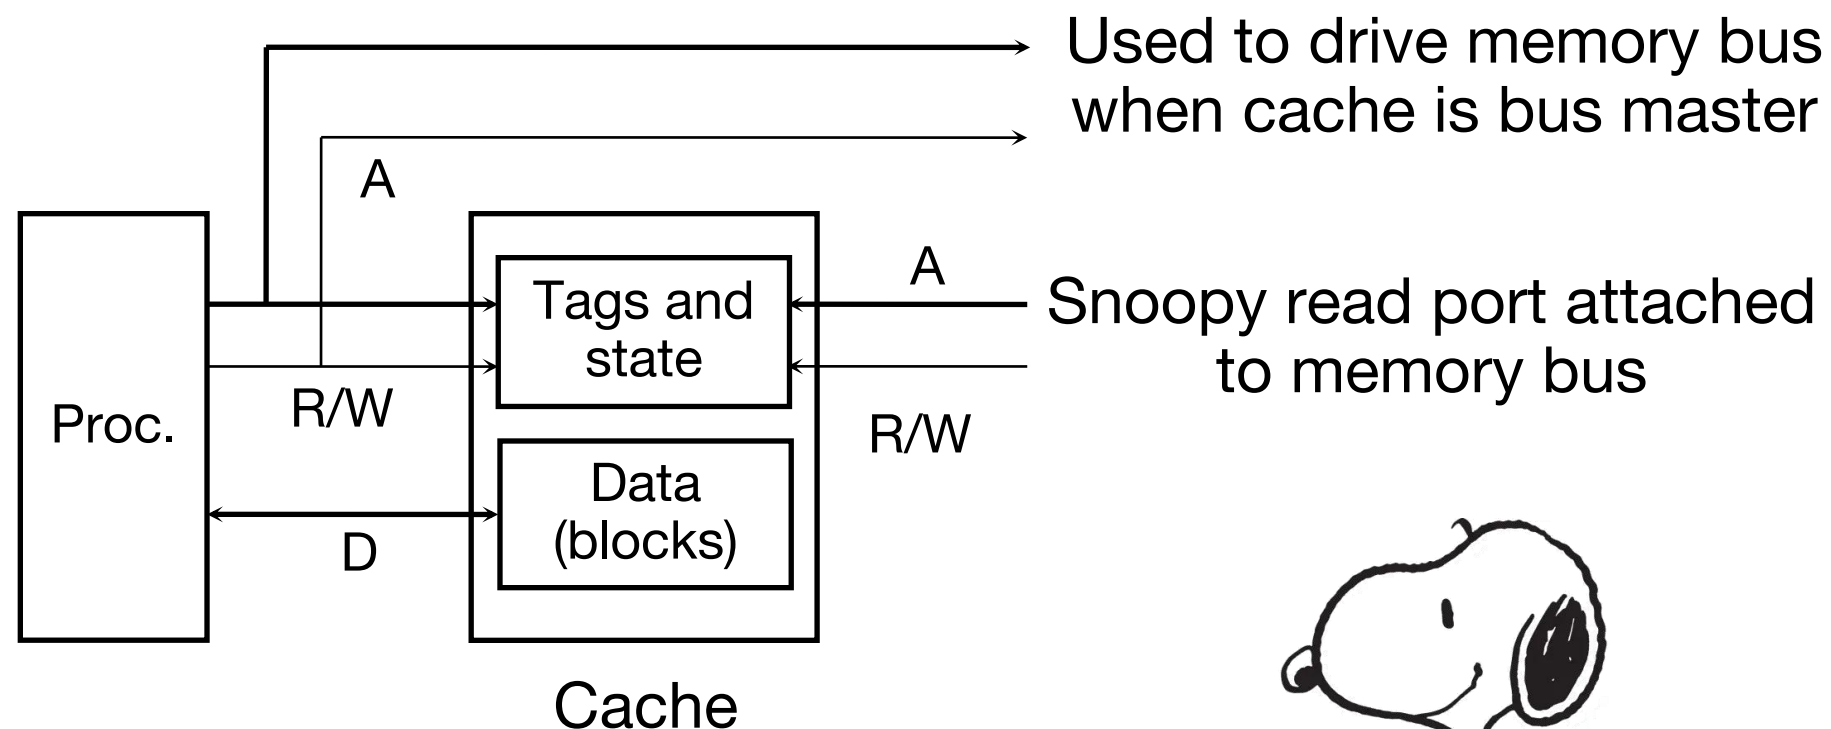 Used to drive memory bus
when cache is bus master
A
A
Tags and
state
Snoopy read port attached
to memory bus
R/W
R/W
Proc.
Data
(blocks)
D
Cache